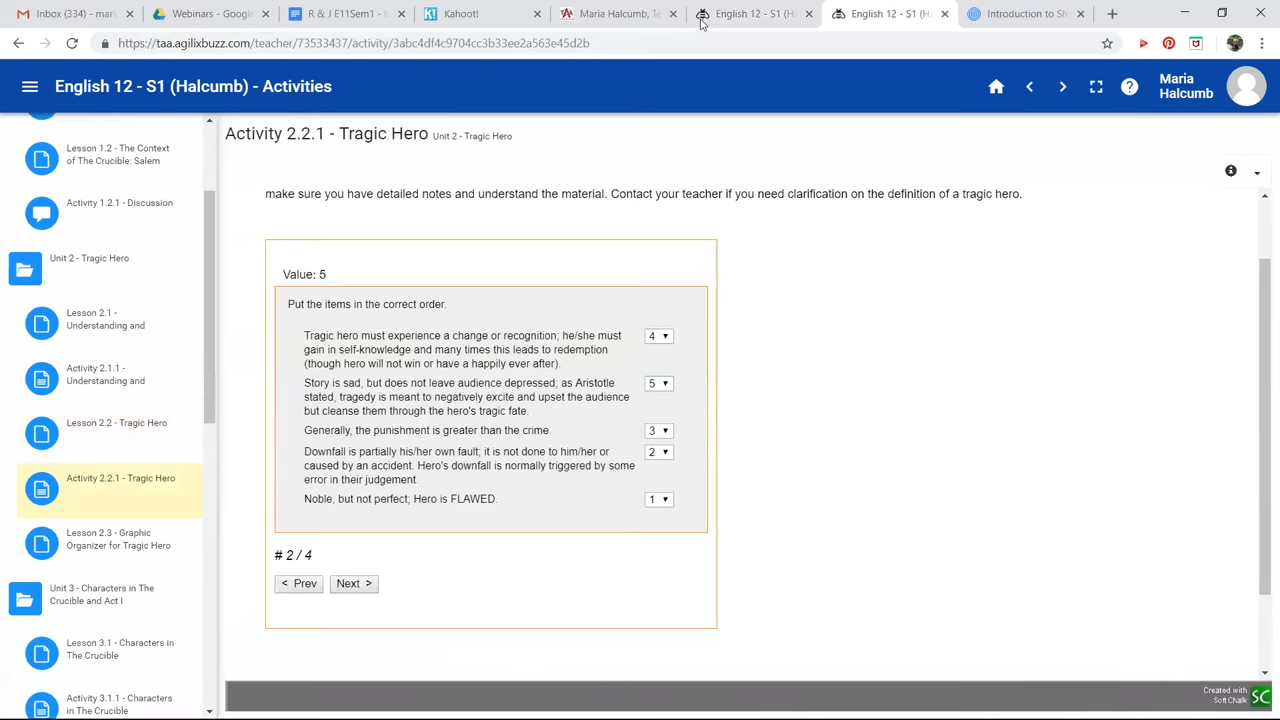 Inbox (334) - mari
Webinars - Google
R & J E11Sem1 - D
Kahoot!
Maria Halcumb, Te
English 12 - S1 (H
English 12 - S1 (Ha
Introduction to Sh
https://taa.agilixbuzz.com/teacher/73533437/activity/3abc4df4c9704cc3b33ee2a563e45d2b
English 12 - S1 (Halcumb) - Activities
Maria
Halcumb
Lesson 1.2 - The Context
of The Crucible: Salem
Activity 1.2.1 - Discussion
Unit 2 - Tragic Hero
Lesson 2.1 -
Understanding and
Activity 2.1.1 -
Understanding and
Lesson 2.2 - Tragic Hero
Activity 2.2.1 - Tragic Hero
Lesson 2.3 - Graphic
Organizer for Tragic Hero
Unit 3 - Characters in The
Crucible and Act I
Lesson 3.1 - Characters in
The Crucible
Activity 3.1.1 - Characters
in The Crucible
Activity 2.2.1 - Tragic Hero Unit 2 - Tragic Hero
make sure you have detailed notes and understand the material. Contact your teacher if you need clarification on the definition of a tragic hero.
Value: 5
Put the items in the correct order.
Tragic hero must experience a change or recognition; he/she must 4
gain in self-knowledge and many times this leads to redemption
(though hero will not win or have a happily ever after).
Story is sad, but does not leave audience depressed; as Aristotle 5
stated, tragedy is meant to negatively excite and upset the audience
but cleanse them through the hero's tragic fate.
Generally, the punishment is greater than the crime. 3
Downfall is partially his/her own fault; it is not done to him/her or 2
caused by an accident. Hero's downfall is normally triggered by some
error in their judgement.
Noble, but not perfect; Hero is FLAWED. 1
# 2 / 4
< Prev Next >
Created with
SoftChalk SC